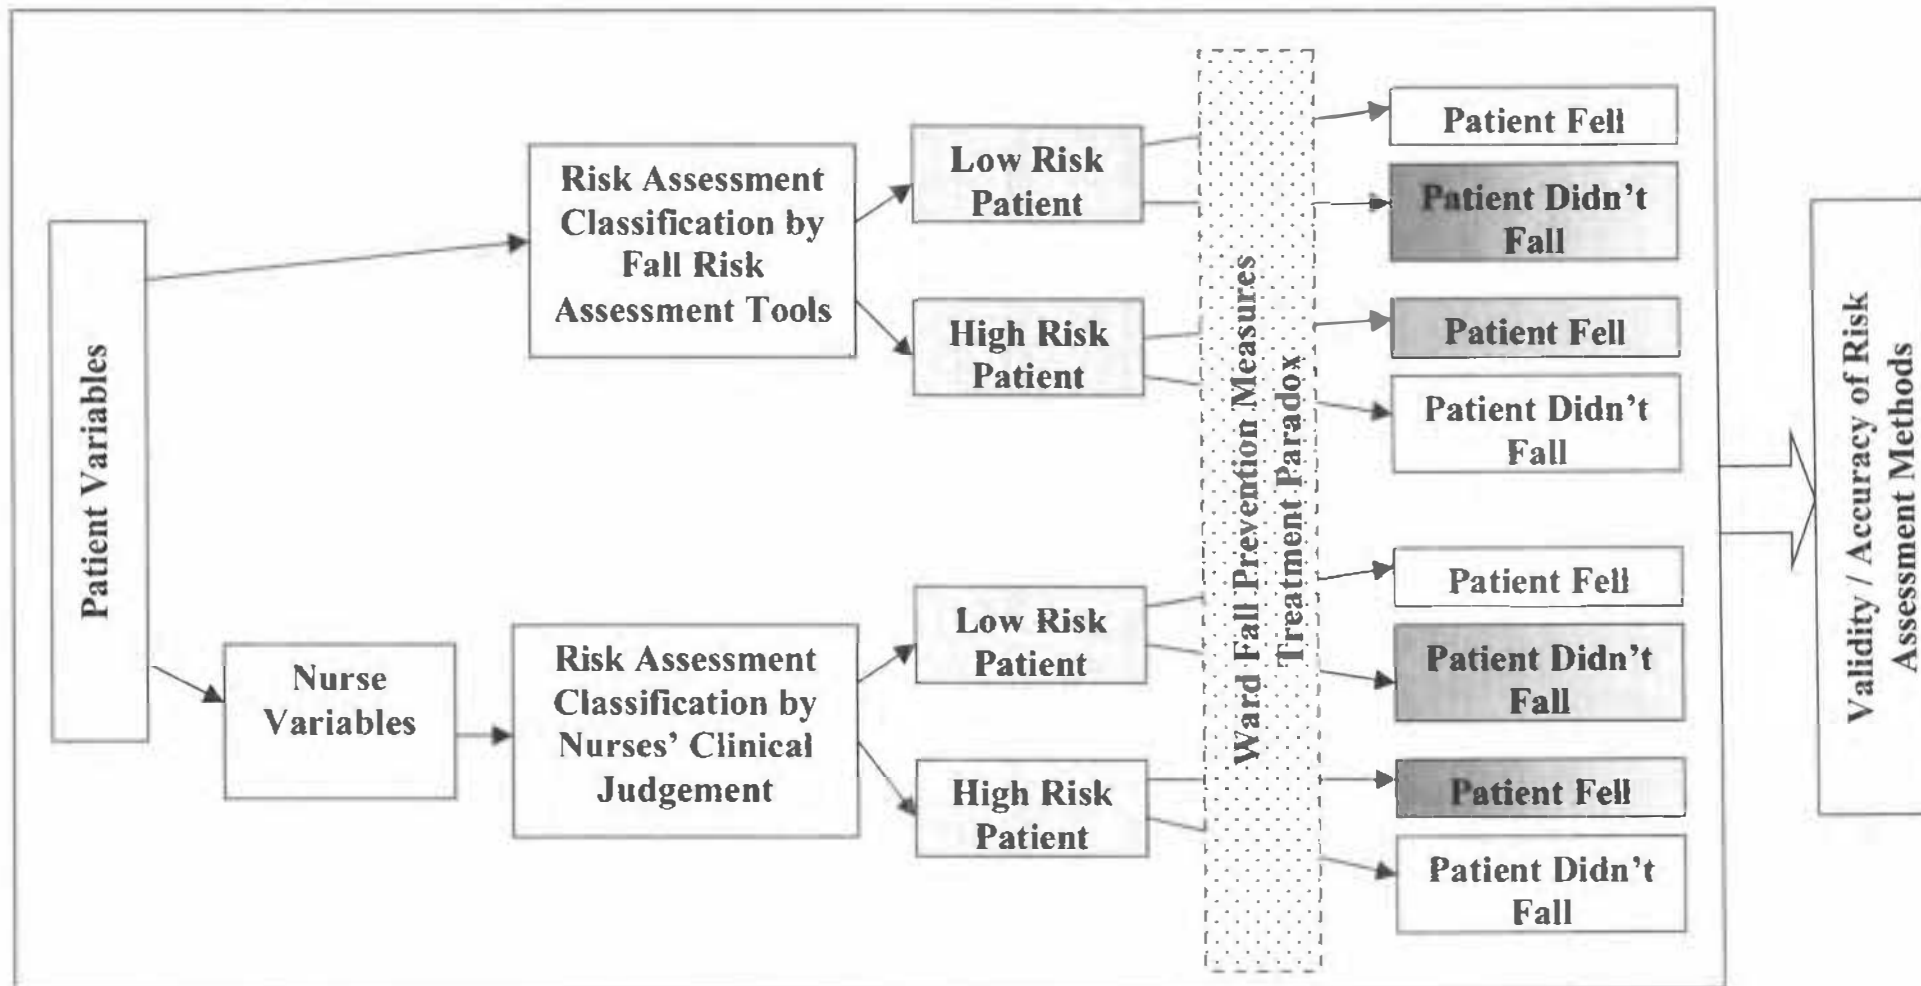 Patient Variables
Nurse
Variables
Risk Assessment
Classification by
Fall Risk
Assessment Tools
Risk Assessment
Classification by
Nurses’ Clinical
Judgement
Low Risk
Patient
High Risk
Patient
Low Risk
Patient
High Risk
Patient
Ward Fall Prevention Measures
Treatment Paradox
Patient Fell
Patient Didn’t
Fall
Patient Fell
Patient Didn’t
Fall
Patient Fell
Patient Didn’t
Fall
Patient Fell
Patient Didn’t
Fall
Validity / Accuracy of Risk
Assessment Methods